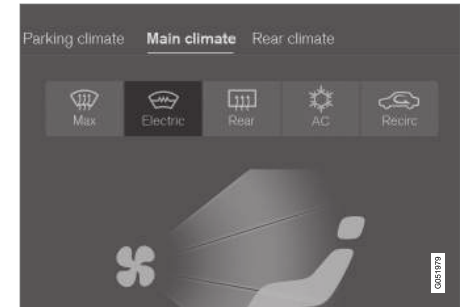 Parking climate Main climate Rear climate
Max Electric Rear AC Recirc
G051979